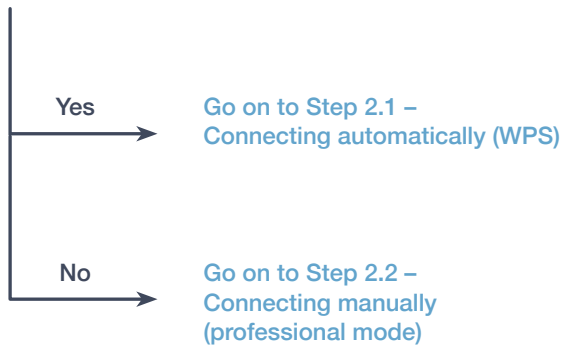 Yes
Go on to Step 2.1 –
Connecting automatically (WPS)
No
Go on to Step 2.2 –
Connecting manually
(professional mode)